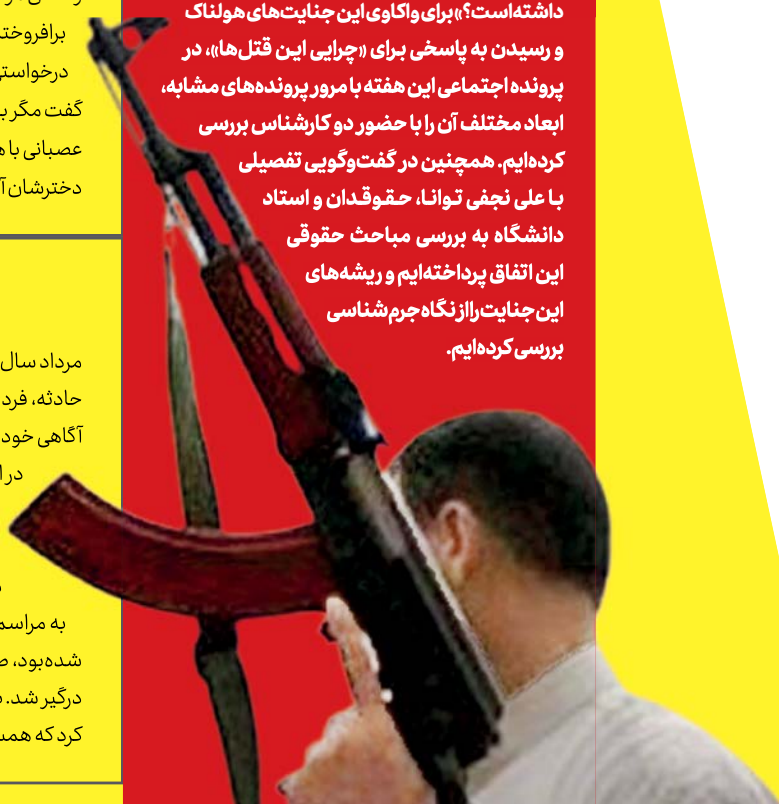 داشته‌است؟» برای واکاوی این جنایت‌های هولناک
و رسیدن به پاسخی برای «چرایی این قتل‌ها»، در
پرونده اجتماعی این هفته با مرور پرونده‌های مشابه،
ابعاد مختلف آن را با حضور دو کارشناس بررسی
کرده‌ایم. همچنین در گفت‌وگویی تفصیلی
با علی نجفی توانا، حقوقدان و استاد
دانشگاه به بررسی مباحث حقوقی
این اتفاق پرداخته‌ایم و ریشه‌های
این جنایت را از نگاه جرم‌شناسی
بررسی کرده‌ایم.
گفت مگر
عصبانی با
دخترشان
مرداد سال
حادثه، فرد
آگاهی خود
در
به مراسم
شده‌بود،
درگیر شد.
کرد که